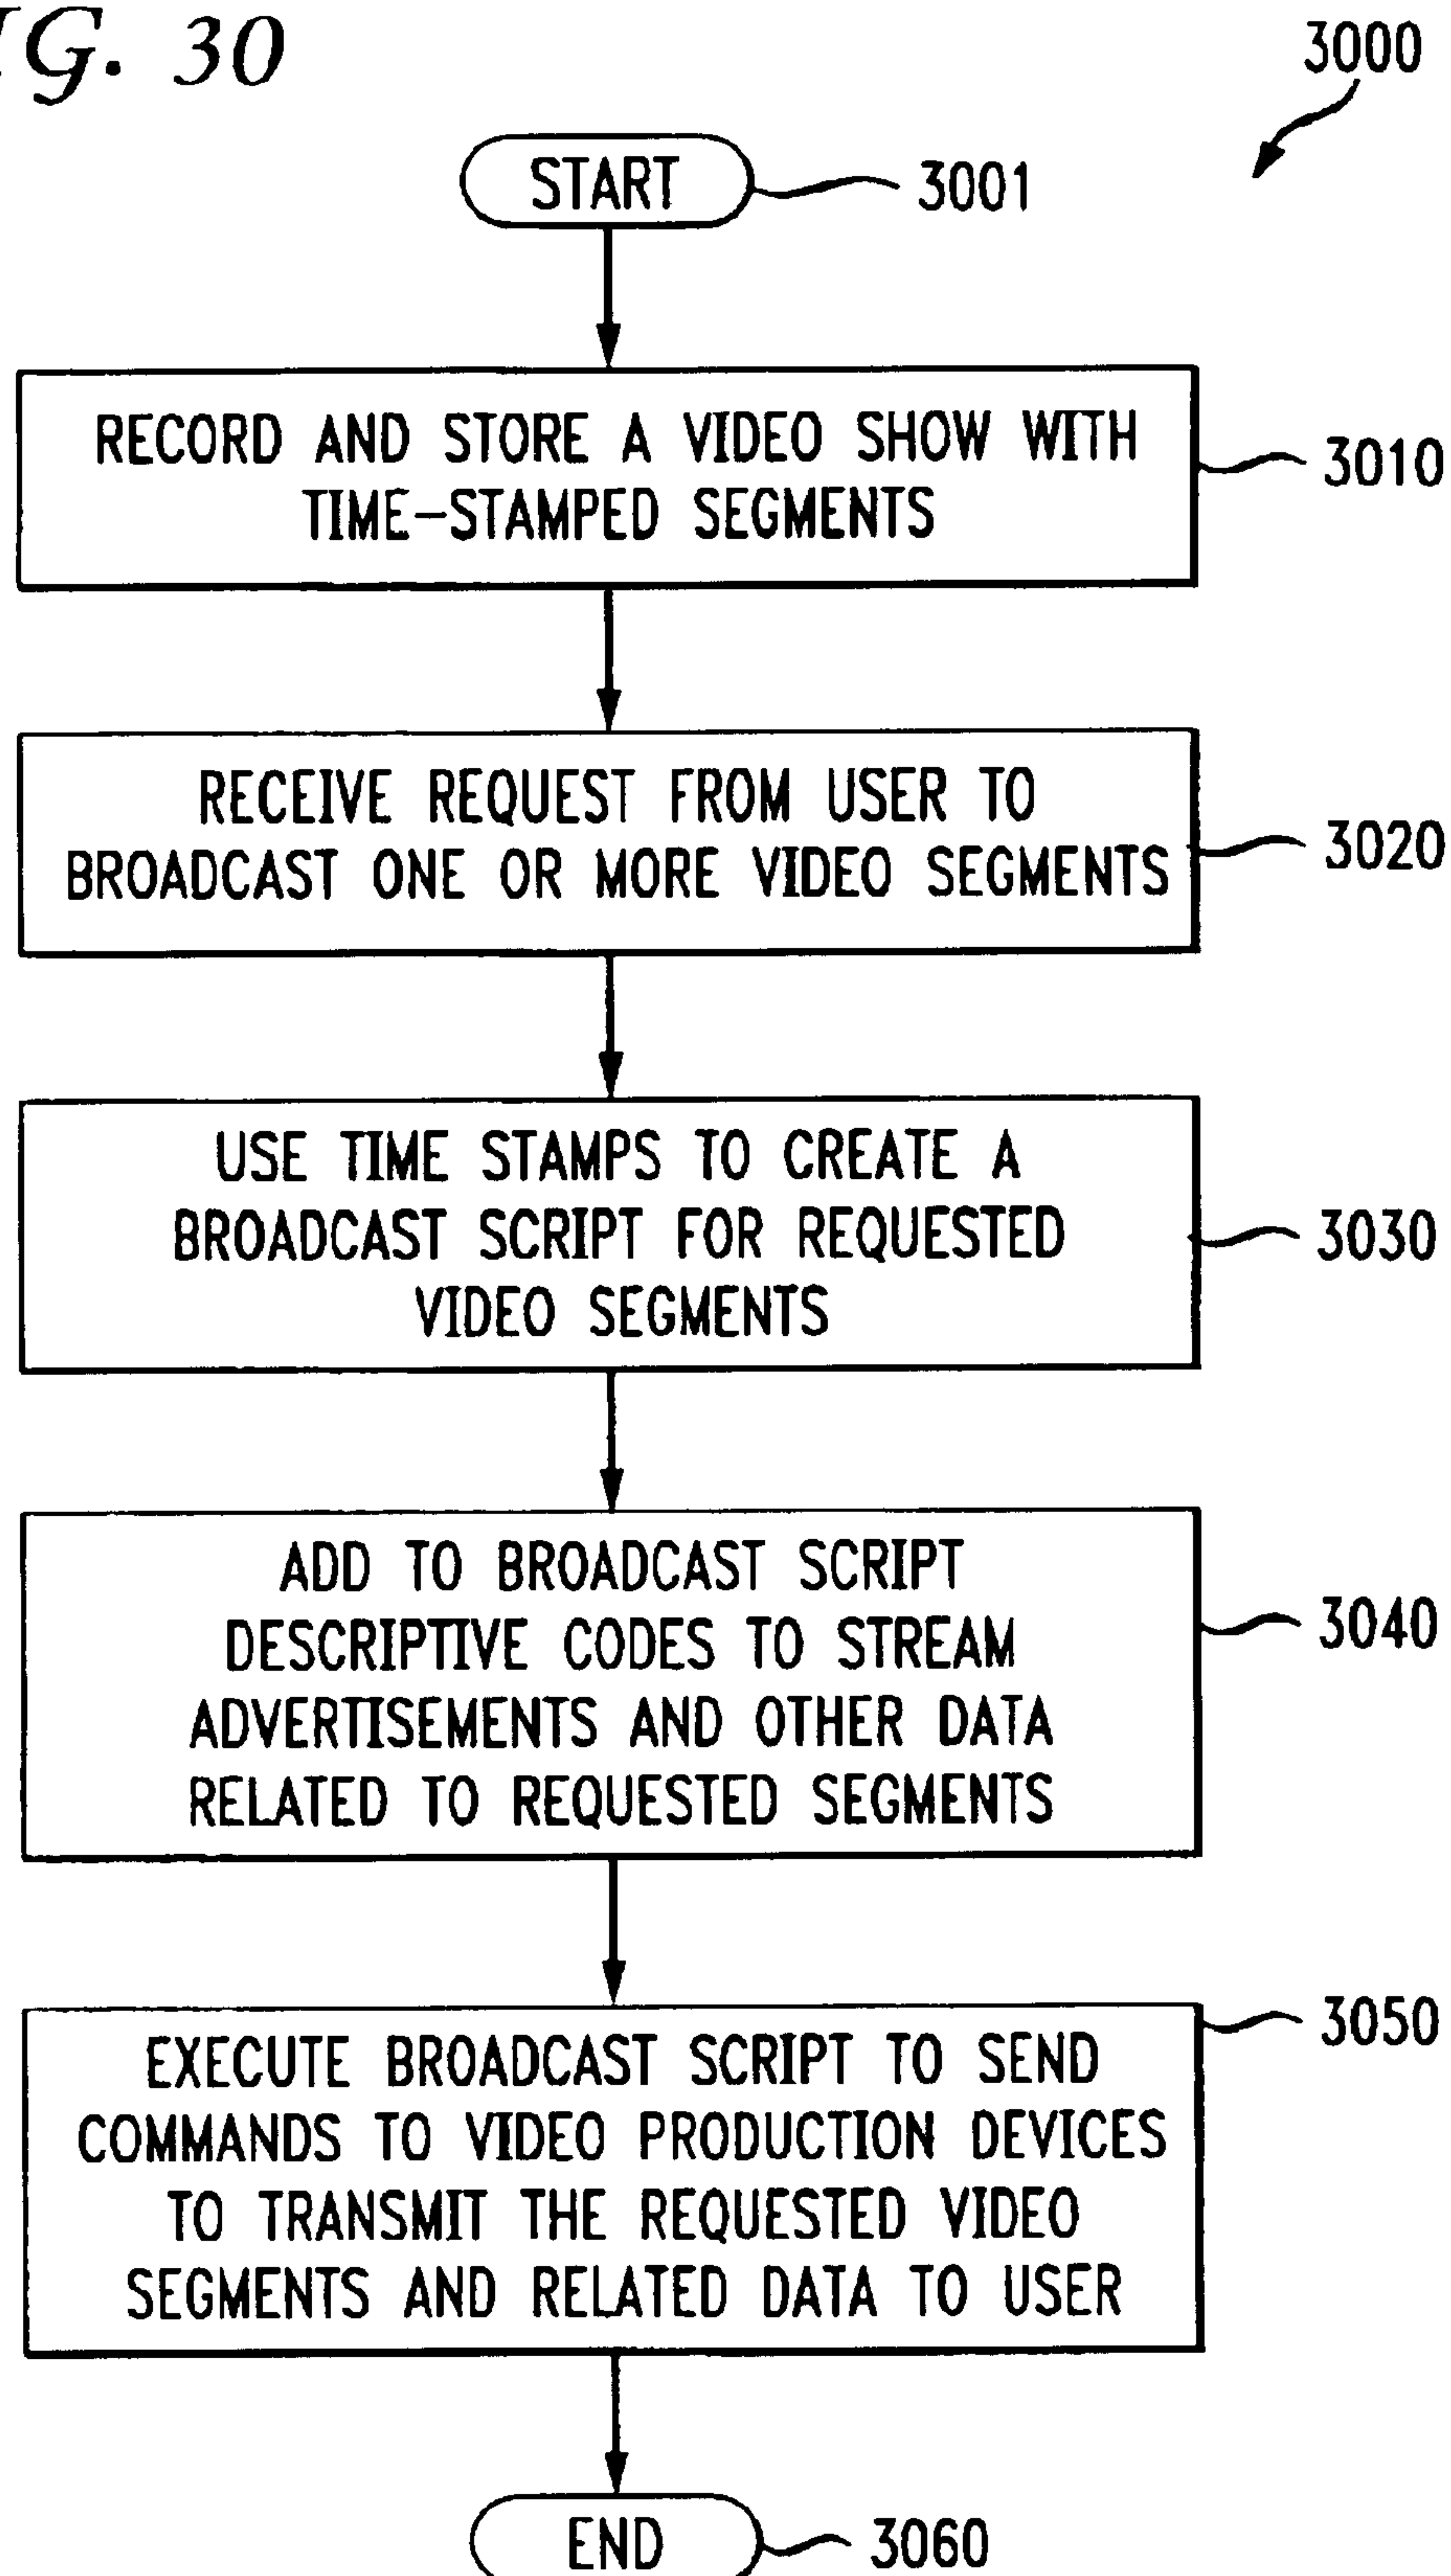 IG. 30
3000
START
3001
RECORD AND STORE A VIDEO SHOW WITH
TIME-STAMPED SEGMENTS
3010
RECEIVE REQUEST FROM USER TO
BROADCAST ONE OR MORE VIDEO SEGMENTS
3020
USE TIME STAMPS TO CREATE A
BROADCAST SCRIPT FOR REQUESTED
VIDEO SEGMENTS
3030
ADD TO BROADCAST SCRIPT
DESCRIPTIVE CODES TO STREAM
ADVERTISEMENTS AND OTHER DATA
RELATED TO REQUESTED SEGMENTS
3040
EXECUTE BROADCAST SCRIPT TO SEND
COMMANDS TO VIDEO PRODUCTION DEVICES
TO TRANSMIT THE REQUESTED VIDEO
SEGMENTS AND RELATED DATA TO USER
3050
END
3060